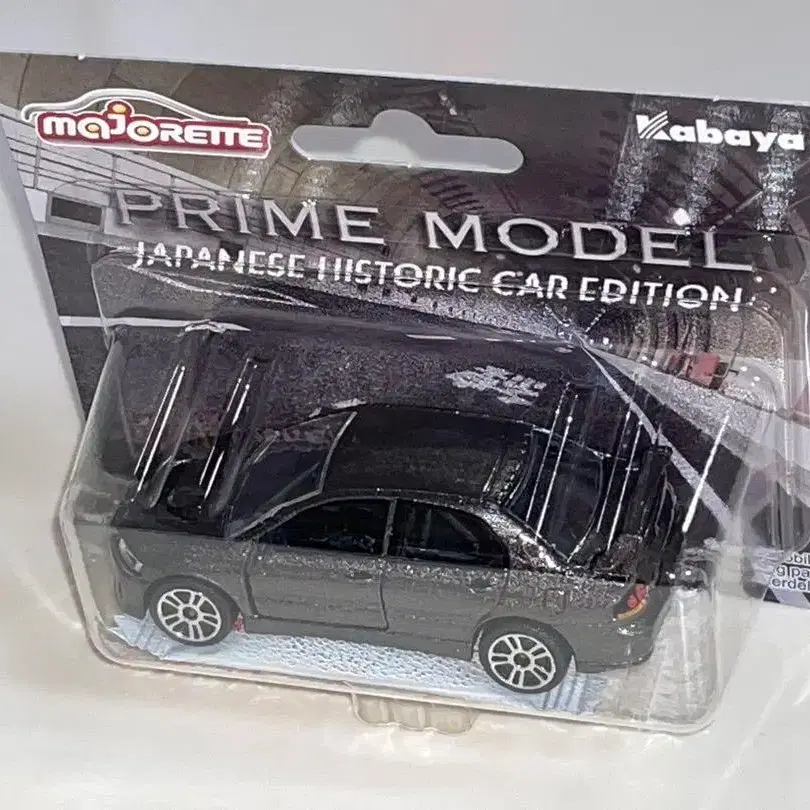 majorette
Kabaya
PRIME MODEL
JAPANESE HISTORIC CAR EDITION